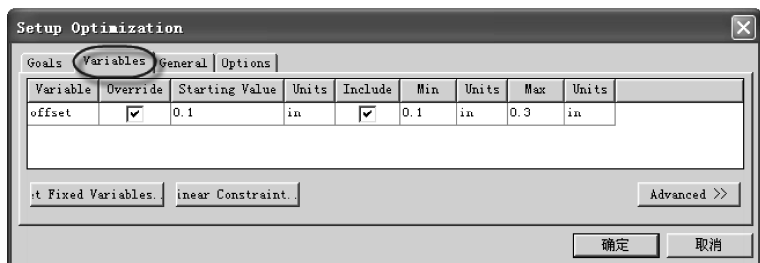 Setup Optimization
Goals Variables General Options
Variable Override Starting Value Units Include Min Units Max Units
offset 0.1 in 0.1 in 0.3 in
t Fixed Variables. inear Constraint.. Advanced >>
确定 取消